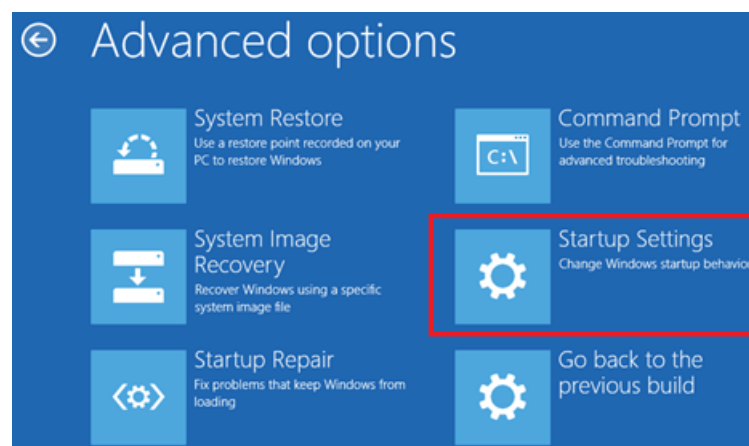 Advanced options
System Restore
Use a restore point recorded on your
PC to restore Windows
Command Prompt
Use the Command Prompt for
advanced troubleshooting
C:\
System Image
Recovery
Recover Windows using a specific
system image file
Startup Settings
Change Windows startup behavior
Startup Repair
Fix problems that keep Windows from
loading
Go back to the
previous build